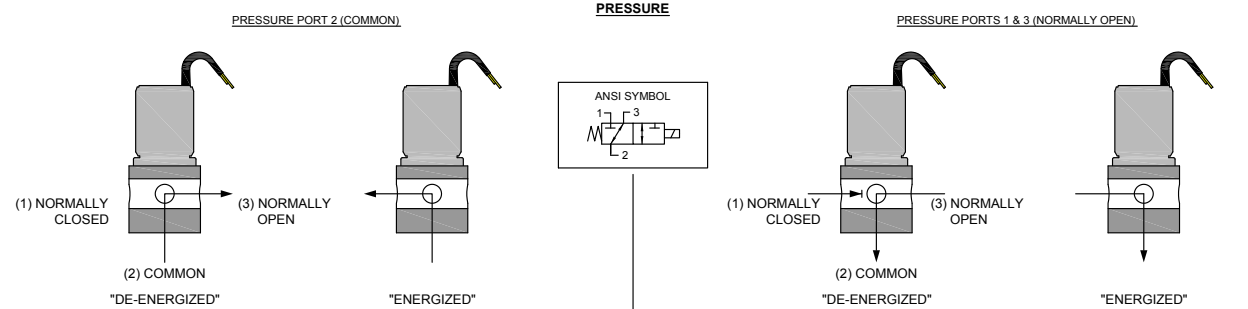 PRESSURE
PRESSURE PORT 2 (COMMON)
(1) NORMALLY
CLOSED
(3) NORMALLY
OPEN
(2) COMMON
"DE-ENERGIZED"
"ENERGIZED"
ANSI SYMBOL
1
3
2
PRESSURE PORTS 1 & 3 (NORMALLY OPEN)
(1) NORMALLY
CLOSED
(3) NORMALLY
OPEN
(2) COMMON
"DE-ENERGIZED"
"ENERGIZED"